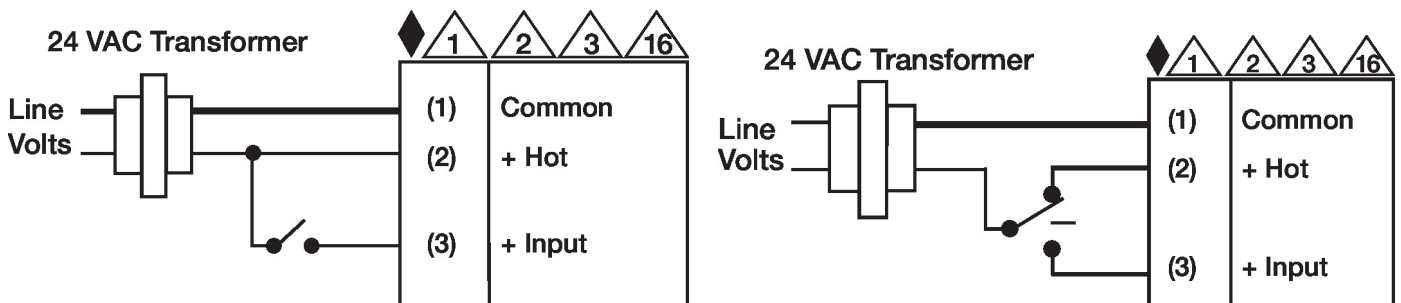 24 VAC Transformer
1 2 3 16
Line
Volts
(1) Common
(2) + Hot
(3) + Input
24 VAC Transformer
1 2 3 16
Line
Volts
(1) Common
(2) + Hot
(3) + Input